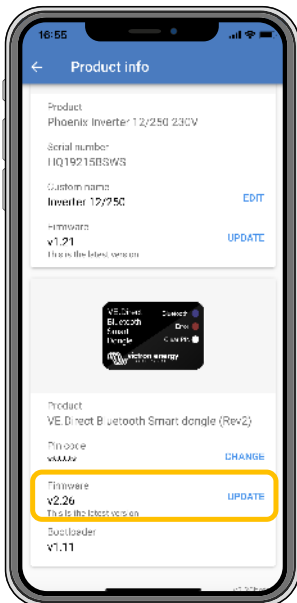 16:55
Product info
Product
Phoenix Inverter 12/250 230V
Serial number
HQ19215BSWS
Custom name
Inverter 12/250
EDIT
Firmware
v1.21
UPDATE
This is the latest version
VE.Direct
Bluetooth
Smart
Dongle
Bluetooth
Error
Clear PIN
victron energy
Product
VE.Direct Bluetooth Smart dongle (Rev2)
Pin code
CHANGE
Firmware
v2.26
UPDATE
This is the latest version
Bootloader
v1.11